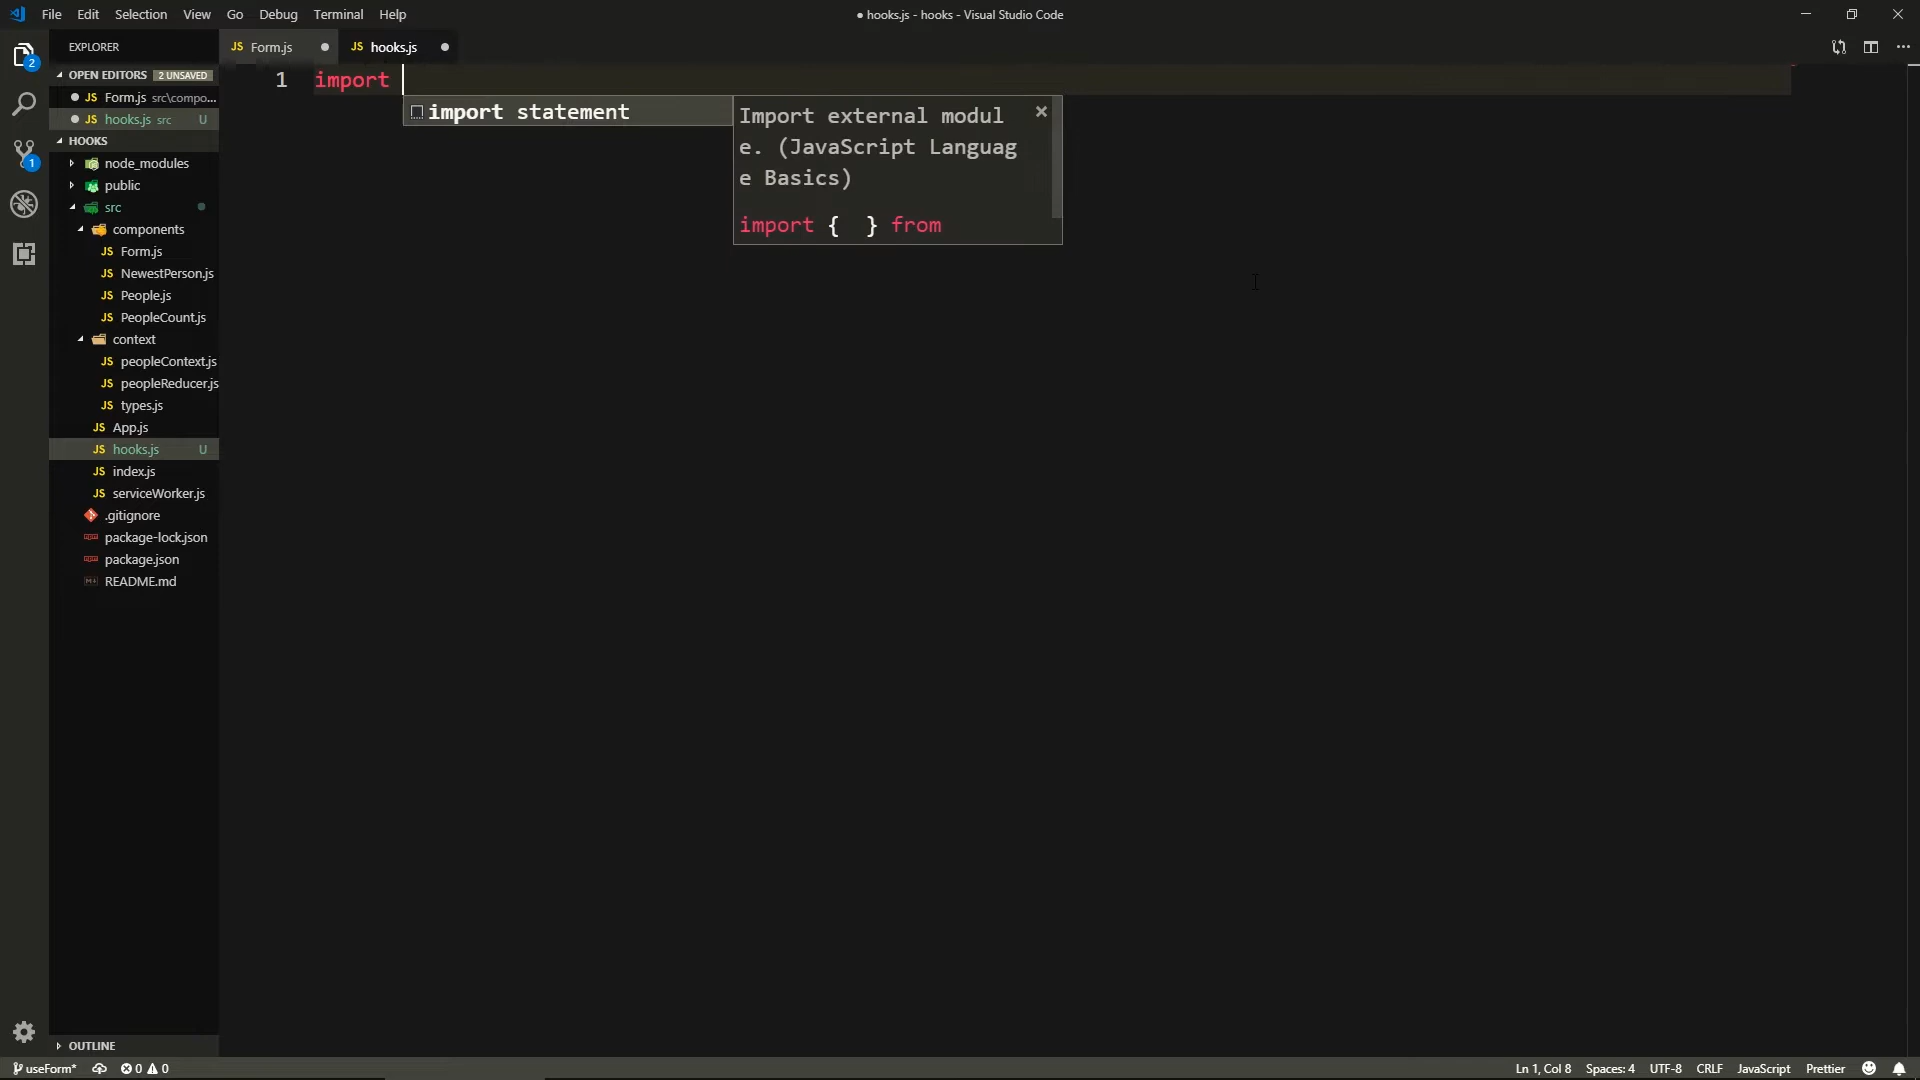 File Edit Selection View Go Debug Terminal Help
● hooks.js - hooks - Visual Studio Code
EXPLORER
JS Form.js
JS hooks.js
OPEN EDITORS 2 UNSAVED
JS Form.js src\compo...
JS hooks.js src U
HOOKS
node_modules
public
src
components
JS Form.js
JS NewestPerson.js
JS People.js
JS PeopleCount.js
context
JS peopleContext.js
JS peopleReducer.js
JS types.js
JS App.js
JS hooks.js U
JS index.js
JS serviceWorker.js
.gitignore
package-lock.json
package.json
README.md
OUTLINE
2
1
1 import
import statement
Import external modul
e. (JavaScript Languag
e Basics)
import { } from
useForm* 0 0
Ln 1, Col 8 Spaces: 4 UTF-8 CRLF JavaScript Prettier